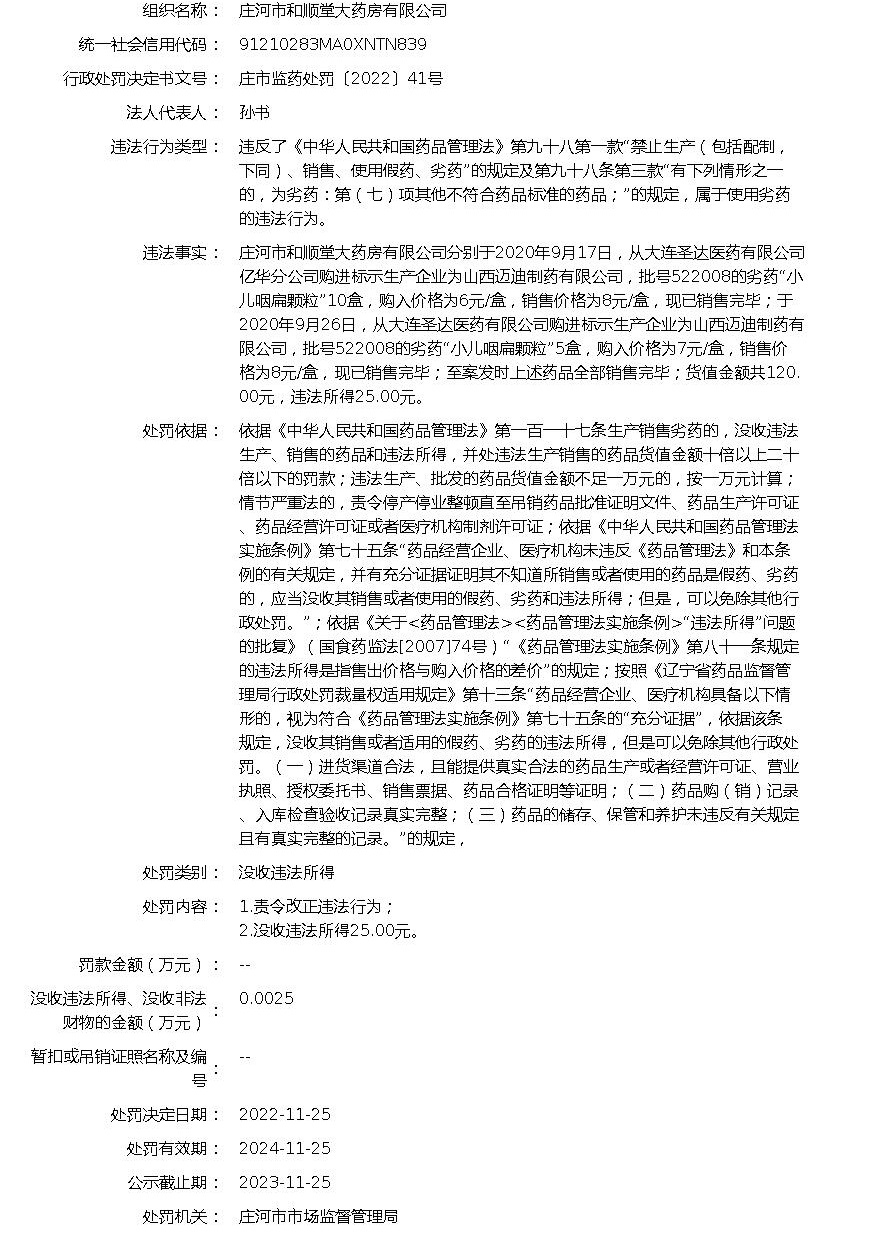 组织名称： 庄河市和顺堂大药房有限公司
统一社会信用代码： 91210283MA0XNTN839
行政处罚决定书文号： 庄市监药处罚〔2022〕41号
法人代表人： 孙书
违法行为类型： 违反了《中华人民共和国药品管理法》第九十八第一款“禁止生产（包括配制，
下同）、销售、使用假药、劣药”的规定及第九十八条第三款“有下列情形之一
的，为劣药：第（七）项其他不符合药品标准的药品；”的规定，属于使用劣药
的违法行为。
违法事实： 庄河市和顺堂大药房有限公司分别于2020年9月17日，从大连圣达医药有限公司
亿华分公司购进标示生产企业为山西迈迪制药有限公司，批号522008的劣药“小
儿咽扁颗粒”10盒，购入价格为6元/盒，销售价格为8元/盒，现已销售完毕；于
2020年9月26日，从大连圣达医药有限公司购进标示生产企业为山西迈迪制药有
限公司，批号522008的劣药“小儿咽扁颗粒”5盒，购入价格为7元/盒，销售价
格为8元/盒，现已销售完毕；至案发时上述药品全部销售完毕；货值金额共120.
00元，违法所得25.00元。
处罚依据： 依据《中华人民共和国药品管理法》第一百一十七条生产销售劣药的，没收违法
生产、销售的药品和违法所得，并处违法生产销售的药品货值金额十倍以上二十
倍以下的罚款；违法生产、批发的药品货值金额不足一万元的，按一万元计算；
情节严重法的，责令停产停业整顿直至吊销药品批准证明文件、药品生产许可证
、药品经营许可证或者医疗机构制剂许可证；依据《中华人民共和国药品管理法
实施条例》第七十五条“药品经营企业、医疗机构未违反《药品管理法》和本条
例的有关规定，并有充分证据证明其不知道所销售或者使用的药品是假药、劣药
的，应当没收其销售或者使用的假药、劣药和违法所得；但是，可以免除其他行
政处罚。”；依据《关于<药品管理法><药品管理法实施条例>“违法所得”问题
的批复》（国食药监法[2007]74号）“《药品管理法实施条例》第八十一条规定
的违法所得是指售出价格与购入价格的差价”的规定；按照《辽宁省药品监督管
理局行政处罚裁量权适用规定》第十三条“药品经营企业、医疗机构具备以下情
形的，视为符合《药品管理法实施条例》第七十五条的“充分证据”，依据该条
规定，没收其销售或者适用的假药、劣药的违法所得，但是可以免除其他行政处
罚。（一）进货渠道合法，且能提供真实合法的药品生产或者经营许可证、营业
执照、授权委托书、销售票据、药品合格证明等证明；（二）药品购（销）记录
、入库检查验收记录真实完整；（三）药品的储存、保管和养护未违反有关规定
且有真实完整的记录。”的规定，
处罚类别： 没收违法所得
处罚内容： 1.责令改正违法行为；
2.没收违法所得25.00元。
罚款金额（万元）： --
没收违法所得、没收非法
财物的金额（万元）： 0.0025
暂扣或吊销证照名称及编
号： --
处罚决定日期： 2022-11-25
处罚有效期： 2024-11-25
公示截止期： 2023-11-25
处罚机关： 庄河市市场监督管理局